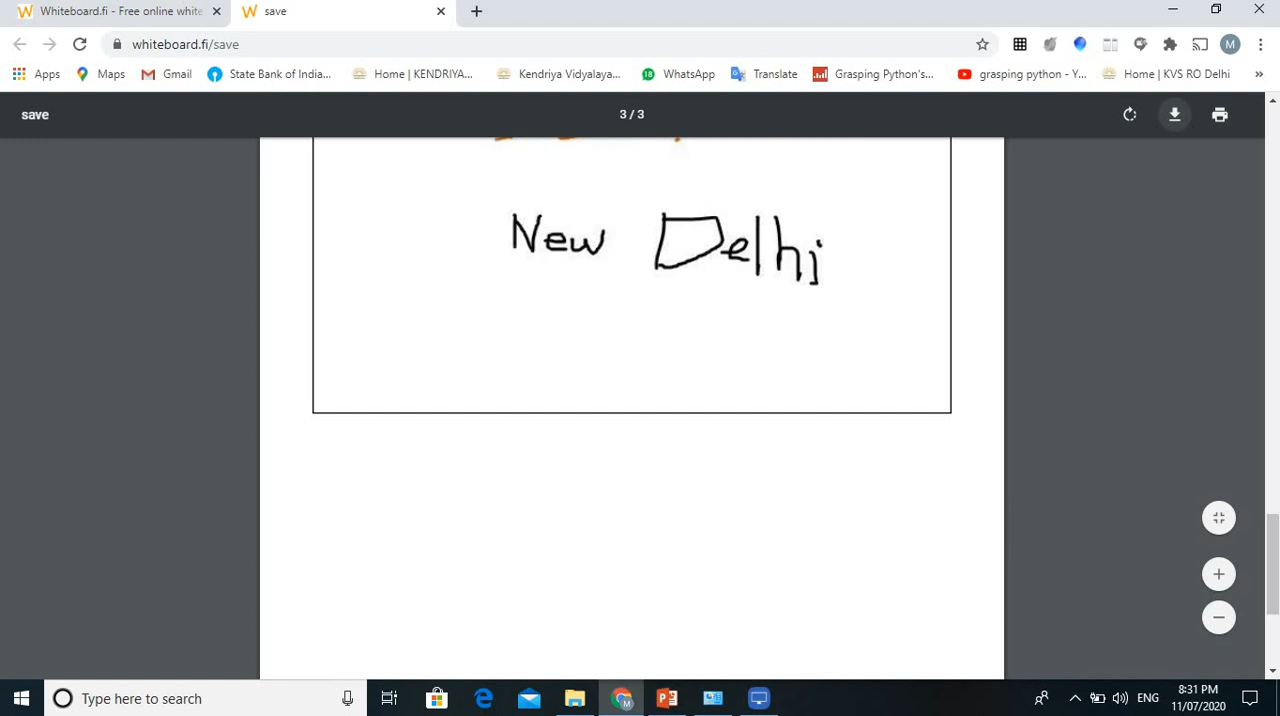 Whiteboard.fi - Free online white
save
whiteboard.fi/save
M
Apps
Maps
Gmail
State Bank of India...
Home | KENDRIYA...
Kendriya Vidyalaya...
18
WhatsApp
Translate
Grasping Python's...
grasping python - Y...
Home | KVS RO Delhi
»
save
3 / 3
New Delhi
Type here to search
ENG
8:31 PM
11/07/2020